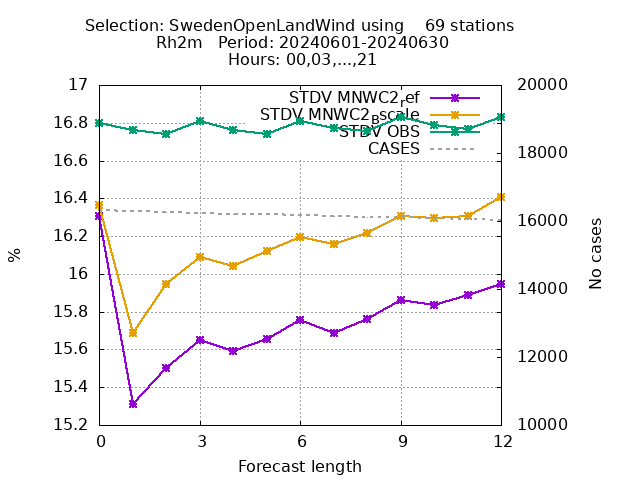 Selection: SwedenOpenLandWind using    69 stations
Rh2m   Period: 20240601-20240630
Hours: 00,03,...,21
17
16.8
16.6
16.4
16.2
16
15.8
15.6
15.4
15.2
%
STDV MNWC2_ref
STDV MNWC2_Bscale
STDV OBS
CASES
20000
18000
16000
14000
12000
10000
No cases
0 3 6 9 12
Forecast length